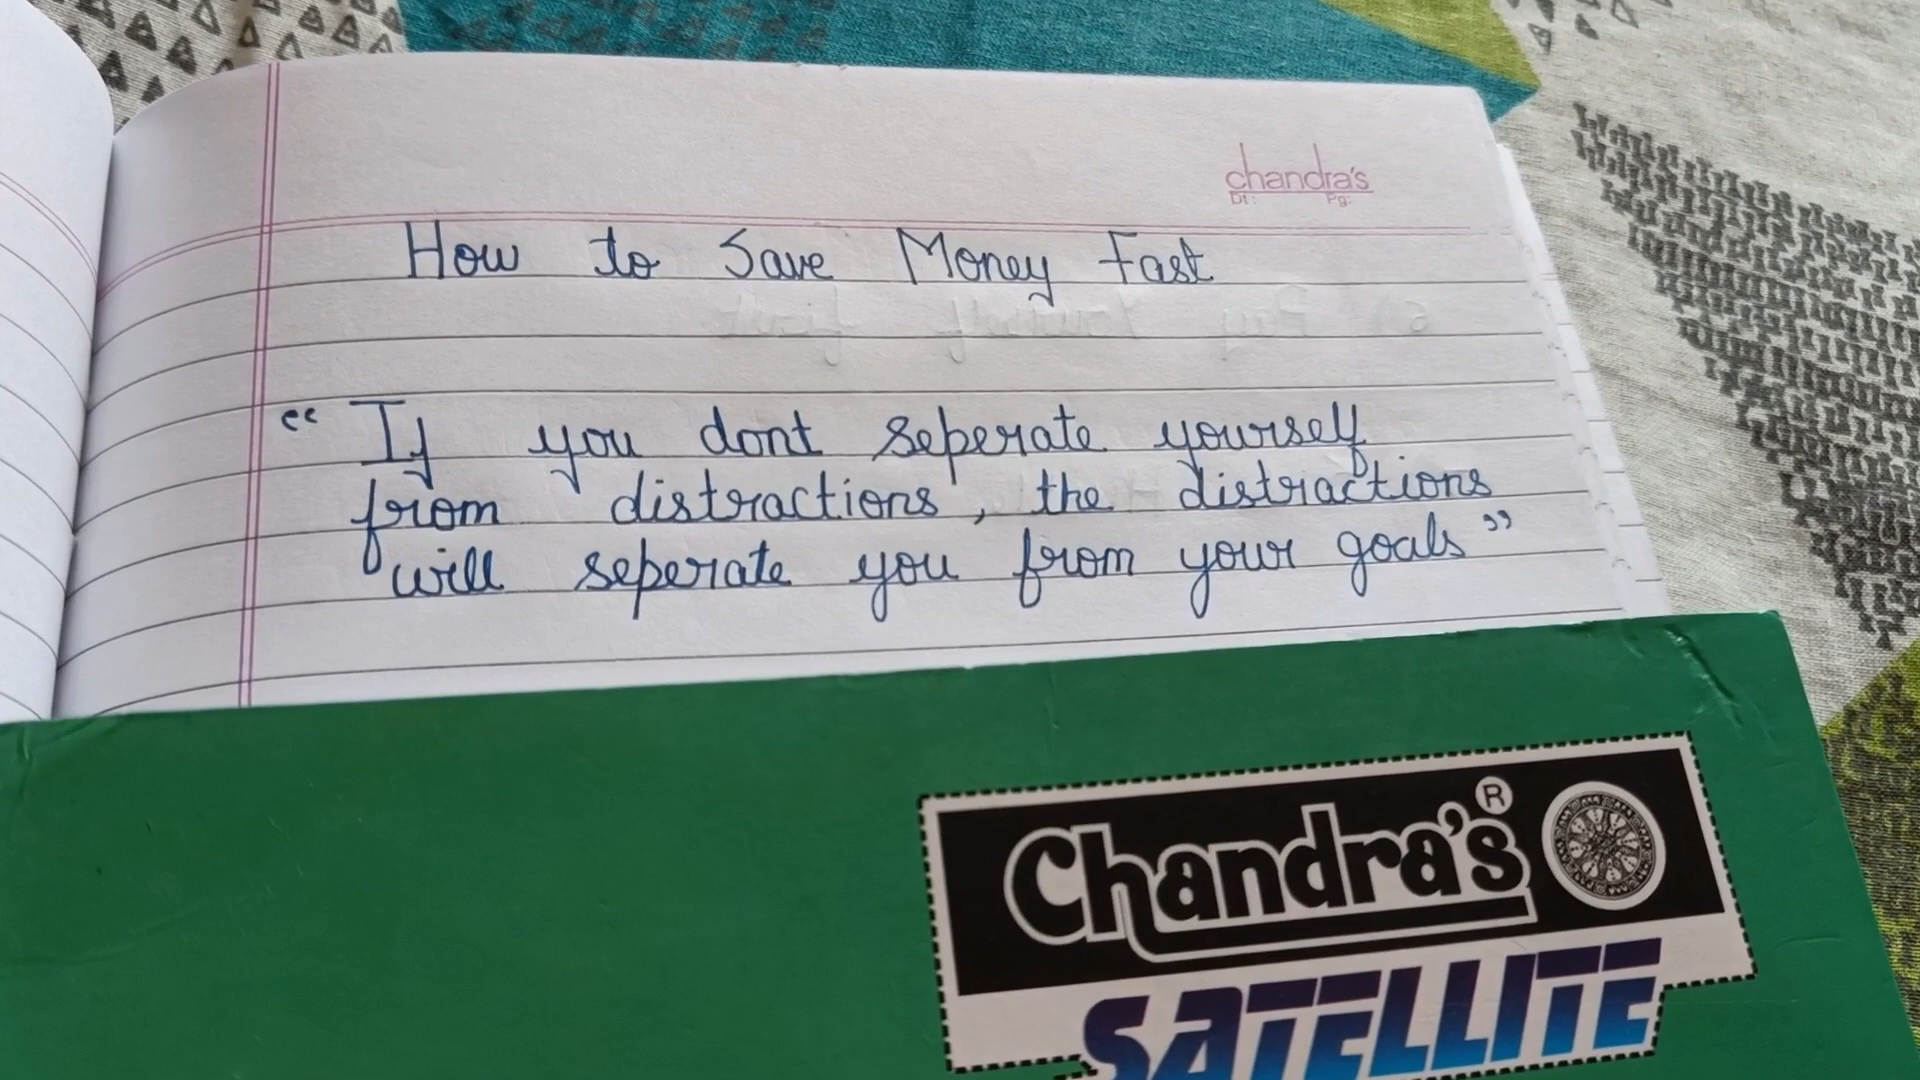 chandra's
Dt: Pg:
How to Save Money Fast
“ If you dont seperate yourself
from distractions, the distractions
will seperate you from your goals ”
Chandra's ®
SATELLITE